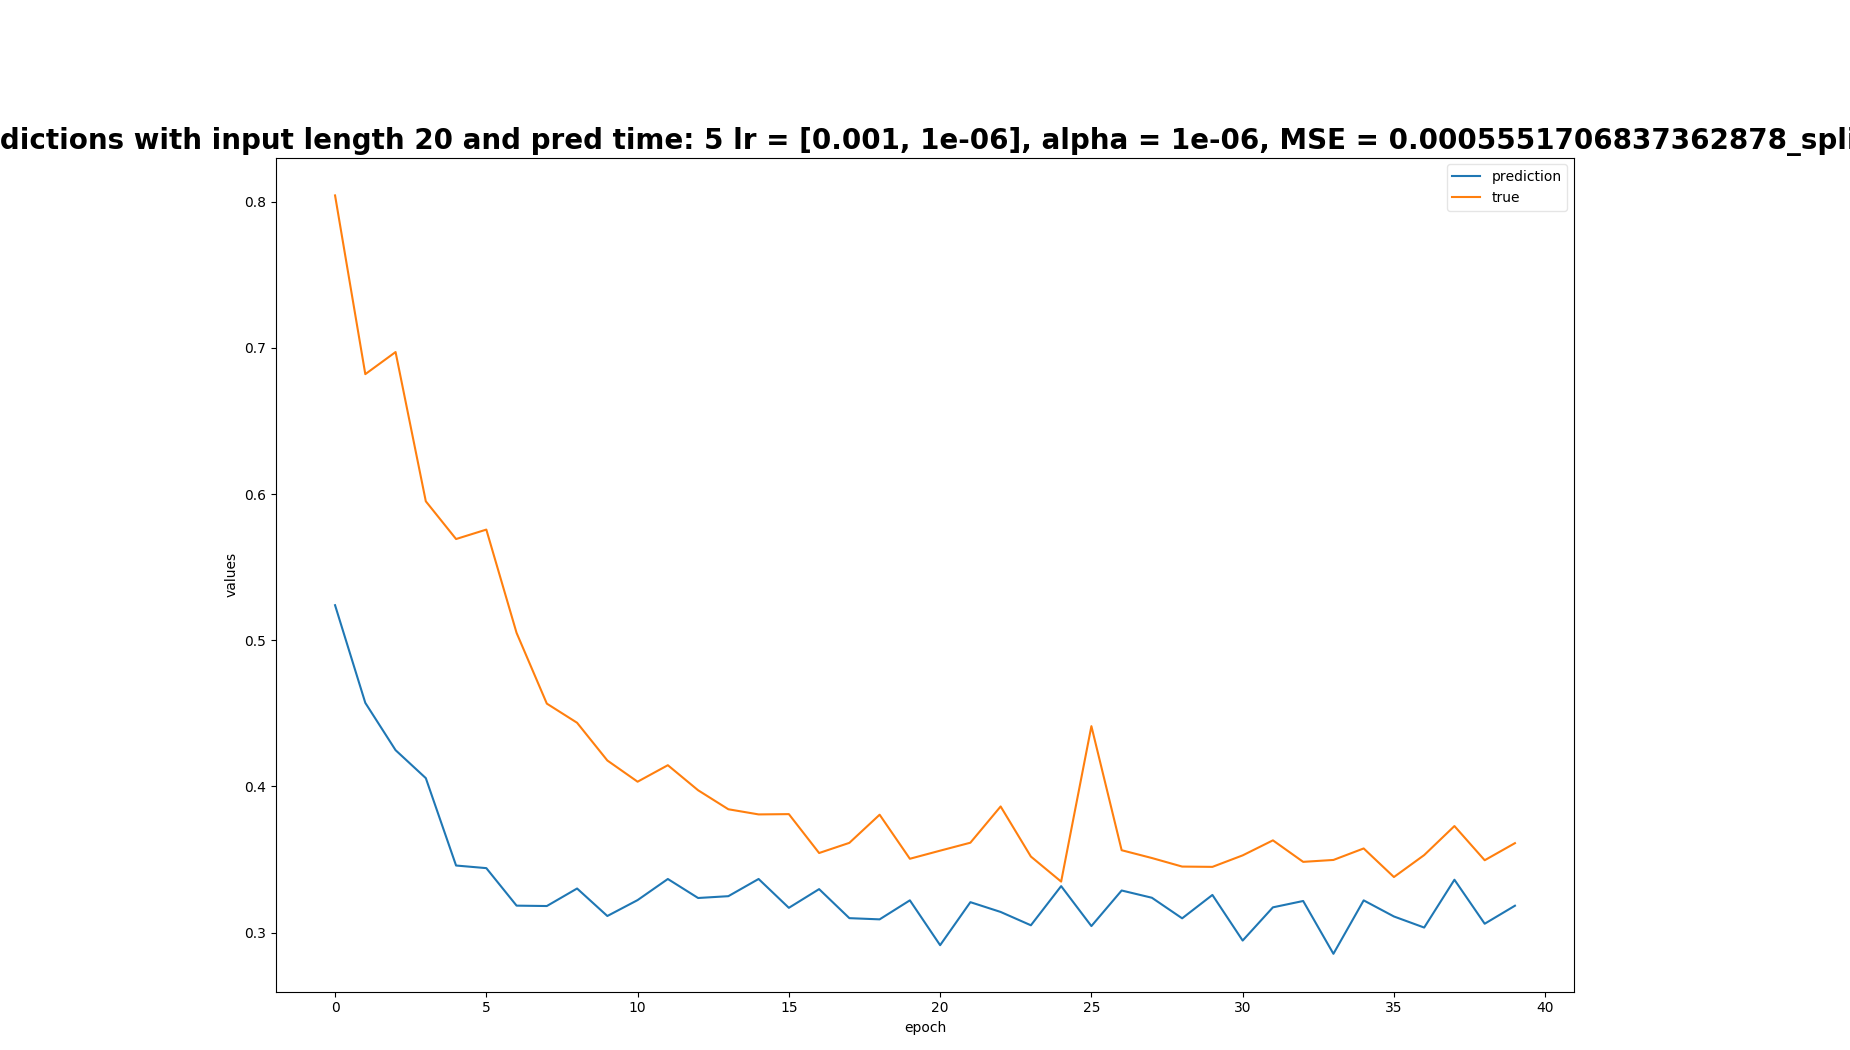 dictions with input length 20 and pred time: 5 lr = [0.001, 1e-06], alpha = 1e-06, MSE = 0.0005551706837362878_spli
prediction
true
0.8
0.7
0.6
0.5
0.4
0.3
values
0 5 10 15 20 25 30 35 40
epoch